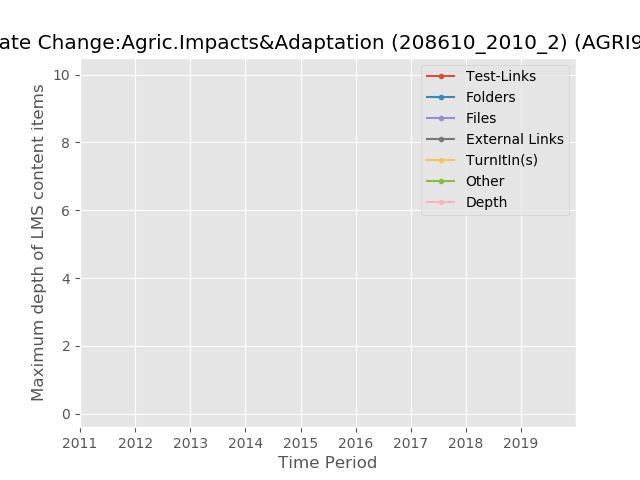 ate Change:Agric.Impacts&Adaptation (208610_2010_2) (AGRI9
10
8
6
4
2
0
Maximum depth of LMS content items
Test-Links
Folders
Files
External Links
TurnItIn(s)
Other
Depth
2011 2012 2013 2014 2015 2016 2017 2018 2019
Time Period